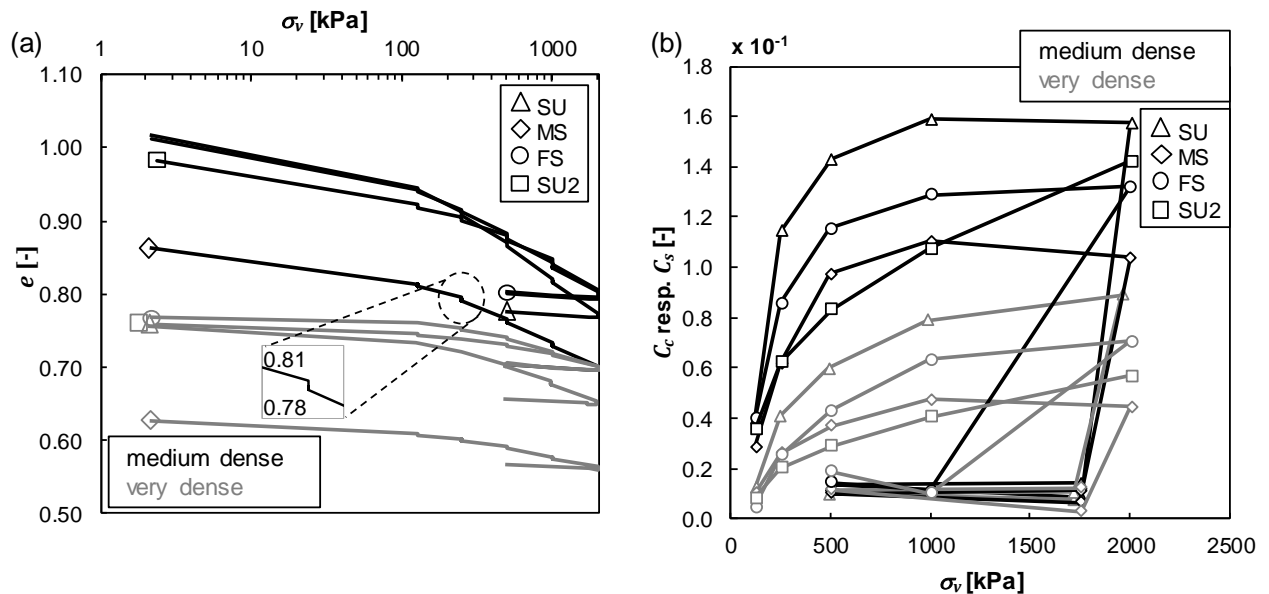 (a)
σv [kPa]
1 10 100 1000
1.10
1.00
0.90
0.80
0.70
0.60
0.50
e [-]
SU
MS
FS
SU2
0.81
0.78
medium dense
very dense
(b)
x 10⁻¹
medium dense
very dense
1.8
1.6
1.4
1.2
1.0
0.8
0.6
0.4
0.2
0.0
Cc resp. Cs [-]
SU
MS
FS
SU2
0 500 1000 1500 2000 2500
σv [kPa]